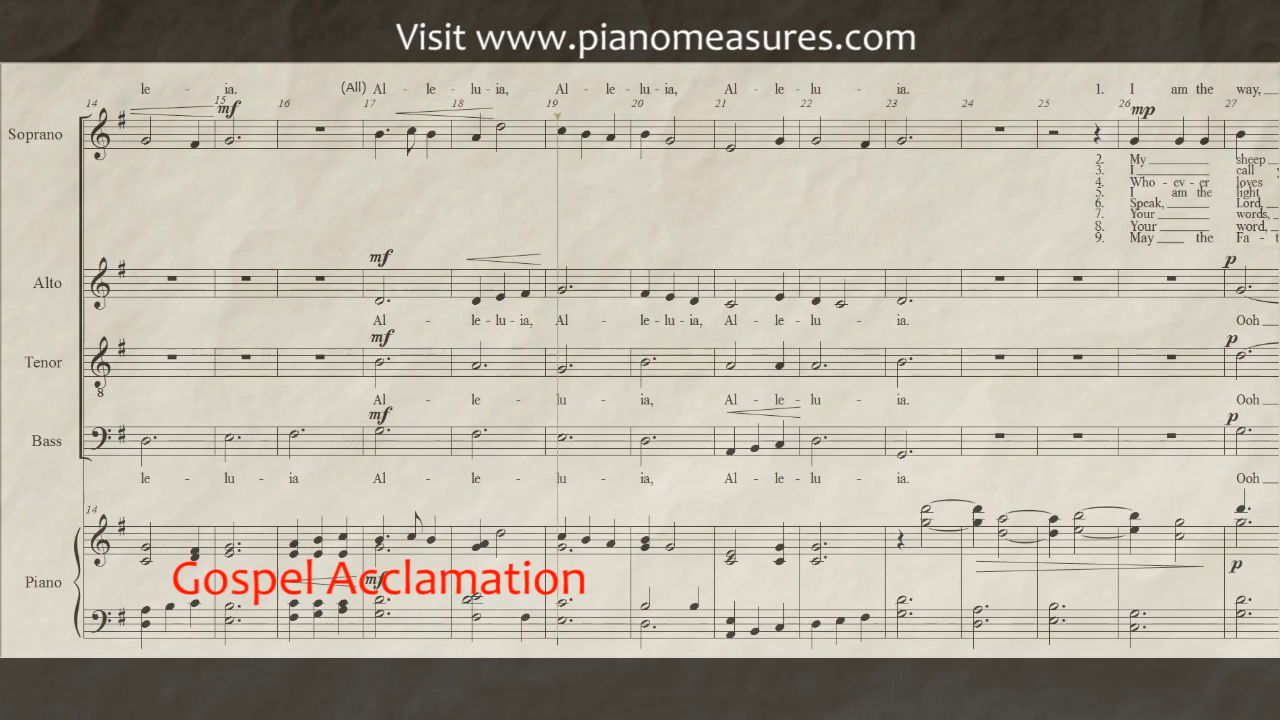 Visit www.pianomeasures.com
le - ia. (All) Al - le - lu - ia, Al - le - lu - ia, Al - le - lu - ia. 1. I am the way,
14 15 16 17 18 19 20 21 22 23 24 25 26 27
mf mp
Soprano
2. My sheep
3. I call
4. Who - ev - er loves
5. I am the light
6. Speak, Lord,
7. Your words,
8. Your word,
9. May the Fa - t
mf p
Alto
Al - le - lu - ia, Al - le - lu - ia, Al - le - lu - ia. Ooh
mf p
Tenor
8
Al - le - lu - ia, Al - le - lu - ia. Ooh
mf p
Bass
le - lu - ia Al - le - lu - ia, Al - le - lu - ia. Ooh
14
Piano
mf p
Gospel Acclamation